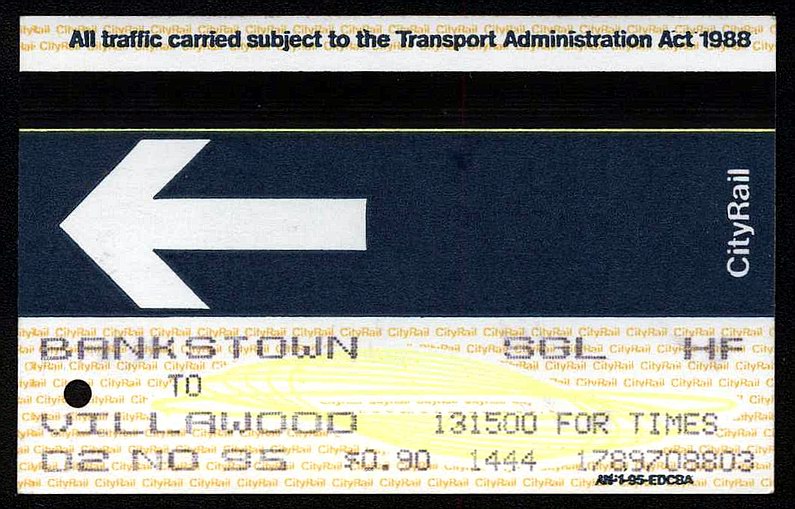 All traffic carried subject to the Transport Administration Act 1988
CityRail
BANKSTOWN SGL HF
TO
VILLAWOOD 131500 FOR TIMES
02 NO 95 $0.90 1444 1789708803
AN-1-95-EDCBA